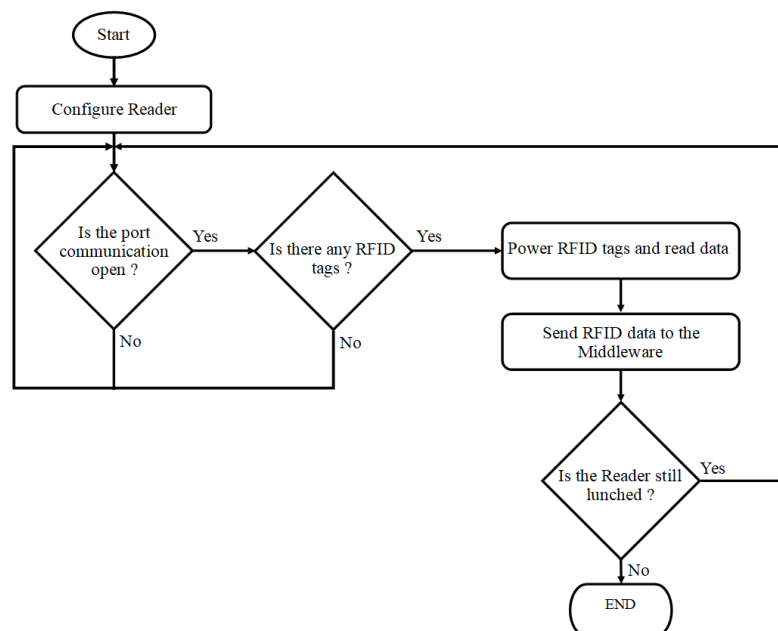 Start
Configure Reader
Is the port
communication
open ?
Yes
Is there any RFID
tags ?
Yes
Power RFID tags and read data
No
No
Send RFID data to the
Middleware
Is the Reader still
lunched ?
Yes
No
END